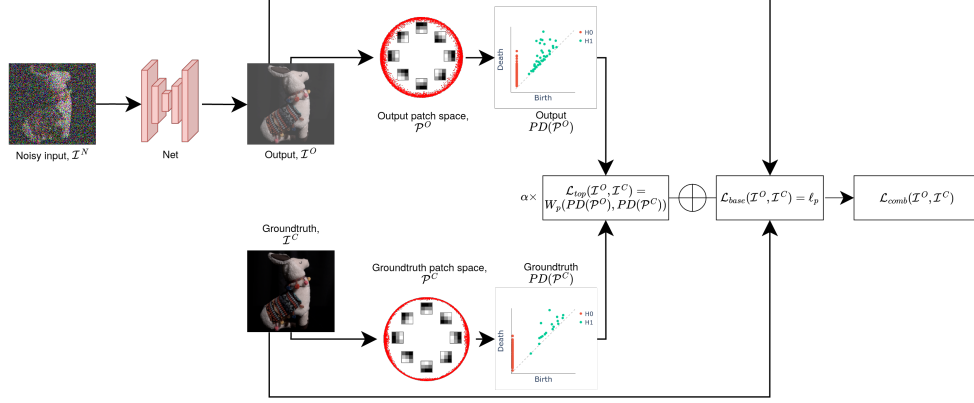 Noisy input, $\mathcal{I}^N$
Net
Output, $\mathcal{I}^O$
Output patch space,
$\mathcal{P}^O$
Death
Birth
H0
H1
Output
$PD(\mathcal{P}^O)$
Groundtruth,
$\mathcal{I}^C$
Groundtruth patch space,
$\mathcal{P}^C$
Groundtruth
$PD(\mathcal{P}^C)$
Death
Birth
H0
H1
$\alpha \times$
$\mathcal{L}_{top}(\mathcal{I}^O, \mathcal{I}^C) =$
$W_p(PD(\mathcal{P}^O), PD(\mathcal{P}^C))$
$\mathcal{L}_{base}(\mathcal{I}^O, \mathcal{I}^C) = \ell_p$
$\mathcal{L}_{comb}(\mathcal{I}^O, \mathcal{I}^C)$